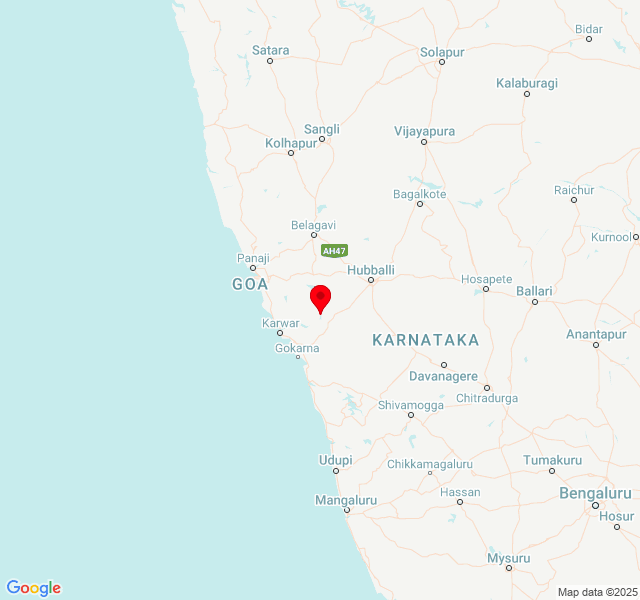 Bidar
Satara
Solapur
Kalaburagi
Sangli
Vijayapura
Kolhapur
Raichur
Bagalkote
Belagavi
Kurnool
AH47
Panaji
Hubballi
GOA
Hosapete
Ballari
Karwar
Anantapur
KARNATAKA
Gokarna
Davanagere
Chitradurga
Shivamogga
Udupi
Chikkamagaluru
Tumakuru
Hassan
Bengaluru
Mangaluru
Hosur
Mysuru
Google
Map data ©2025